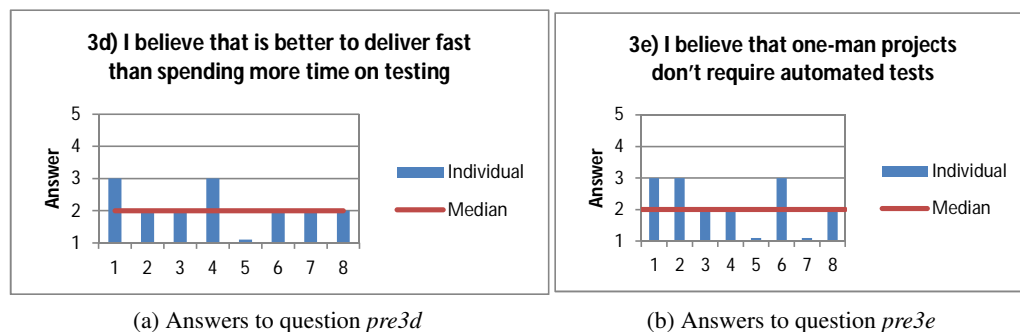 3d) I believe that is better to deliver fast
than spending more time on testing
5
4
3
2
1
Answer
1 2 3 4 5 6 7 8
Individual
Median
(a) Answers to question pre3d
3e) I believe that one-man projects
don't require automated tests
5
4
3
2
1
Answer
1 2 3 4 5 6 7 8
Individual
Median
(b) Answers to question pre3e